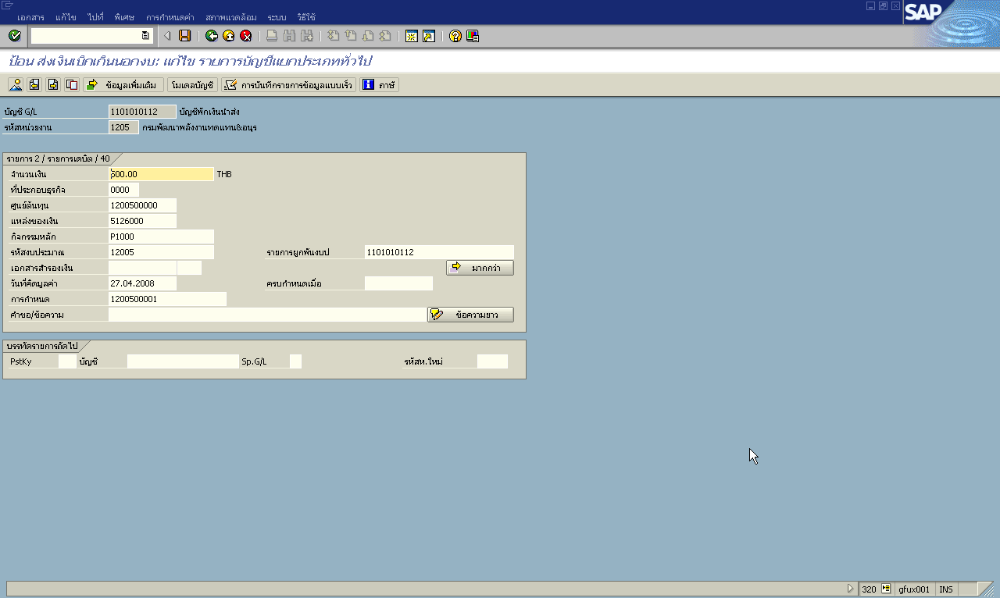 เอกสาร แก้ไข ไปที่ พิเศษ การกำหนดค่า สภาพแวดล้อม ระบบ วิธีใช้
SAP
ป้อน ส่งเงินเบิกเกินนอกงบ: แก้ไข รายการบัญชีแยกประเภททั่วไป
ข้อมูลเพิ่มเติม โมเดลบัญชี การบันทึกรายการข้อมูลแบบเร็ว ภาษี
บัญชี G/L 1101010112 บัญชีพักเงินนำส่ง
รหัสหน่วยงาน 1205 กรมพัฒนาพลังงานทดแทน&อนุร
รายการ 2 / รายการเดบิต / 40
จำนวนเงิน 500.00 THB
ที่ประกอบธุรกิจ 0000
ศูนย์ต้นทุน 1200500000
แหล่งของเงิน 5126000
กิจกรรมหลัก P1000
รหัสงบประมาณ 12005 รายการผูกพันงบป 1101010112
เอกสารสำรองเงิน มากกว่า
วันที่คิดมูลค่า 27.04.2008 ครบกำหนดเมื่อ
การกำหนด 1200500001
คำขอ/ข้อความ ข้อความยาว
บรรทัดรายการถัดไป
PstKy บัญชี Sp.G/L รหัสห.ใหม่
320 gfux001 INS